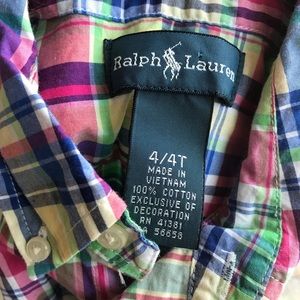 Ralph Lauren
4/4T
MADE IN
VIETNAM
100% COTTON
EXCLUSIVE OF
DECORATION
RN 41381
CA 56658